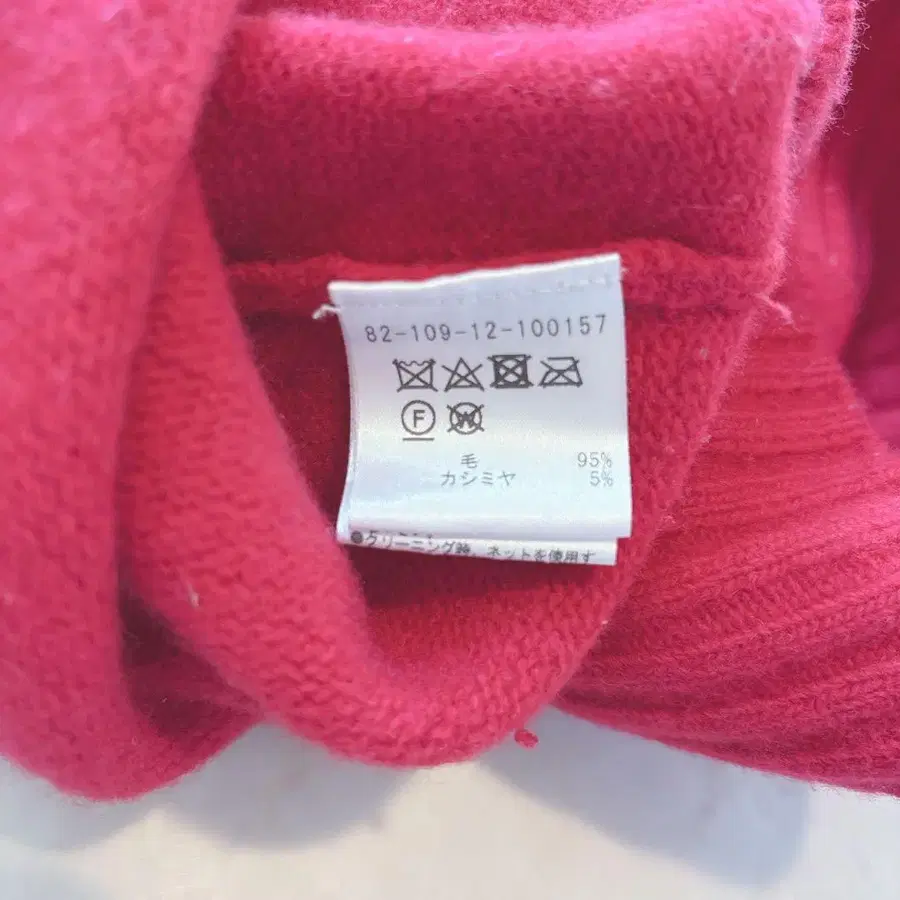 82-109-12-100157
F W
毛 95%
カシミヤ 5%
●クリーニング時、ネットを使用す